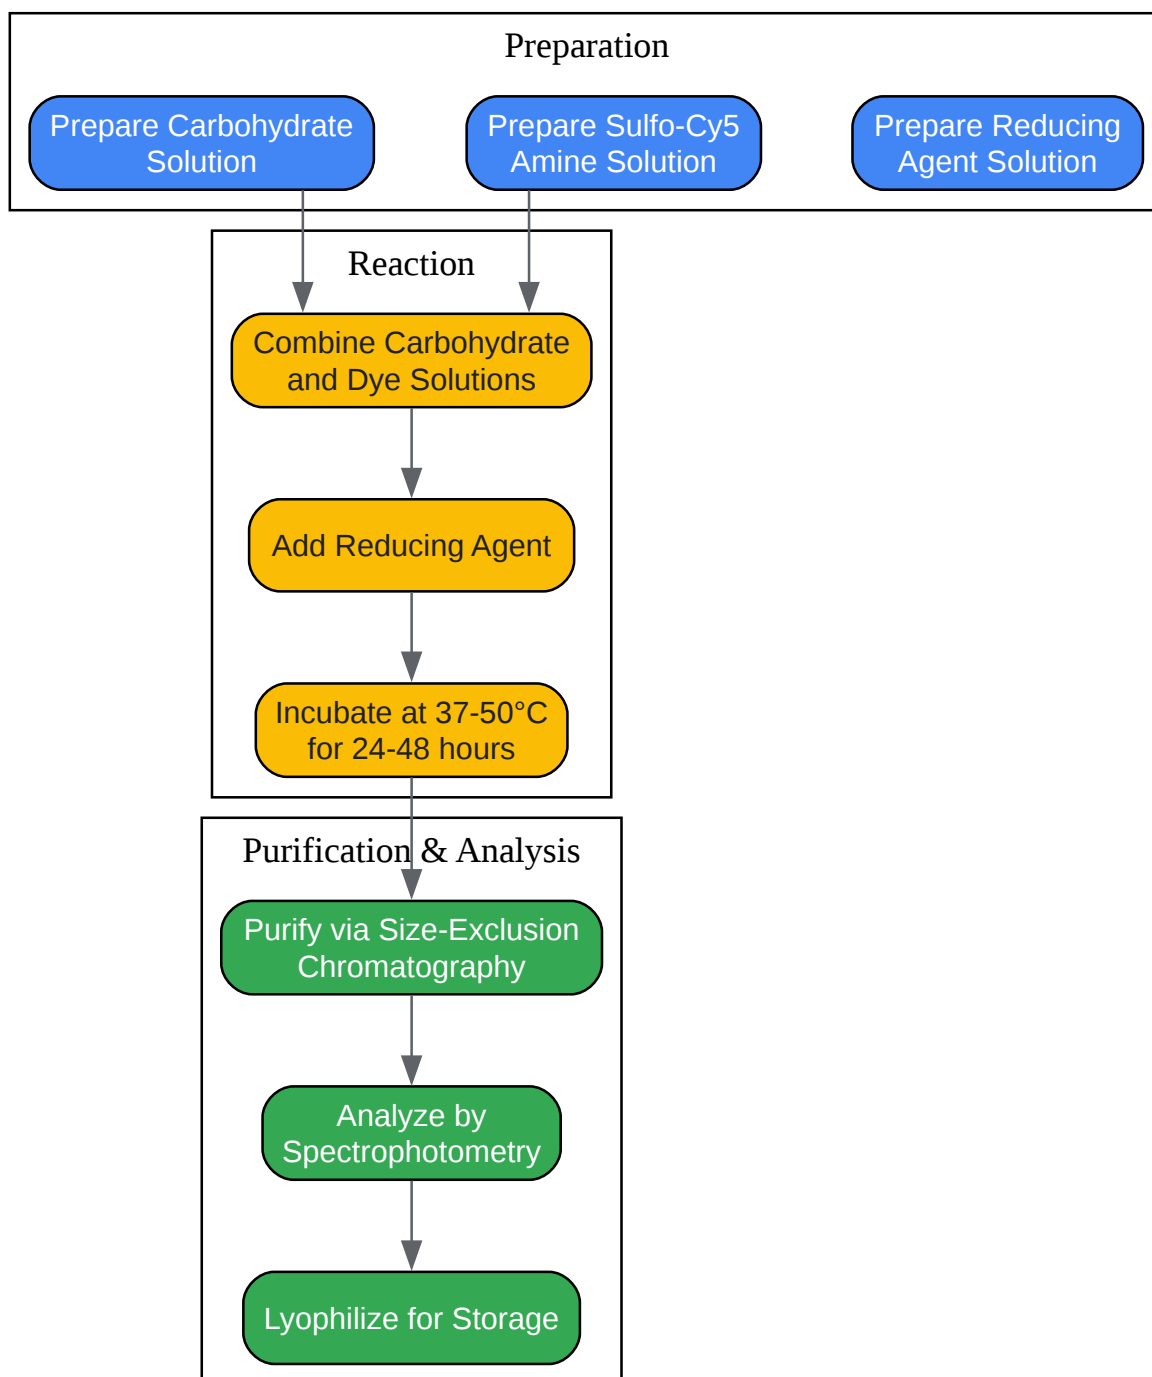 Preparation
Prepare Carbohydrate
Solution
Prepare Sulfo-Cy5
Amine Solution
Prepare Reducing
Agent Solution
Reaction
Combine Carbohydrate
and Dye Solutions
Add Reducing Agent
Incubate at 37-50°C
for 24-48 hours
Purification & Analysis
Purify via Size-Exclusion
Chromatography
Analyze by
Spectrophotometry
Lyophilize for Storage